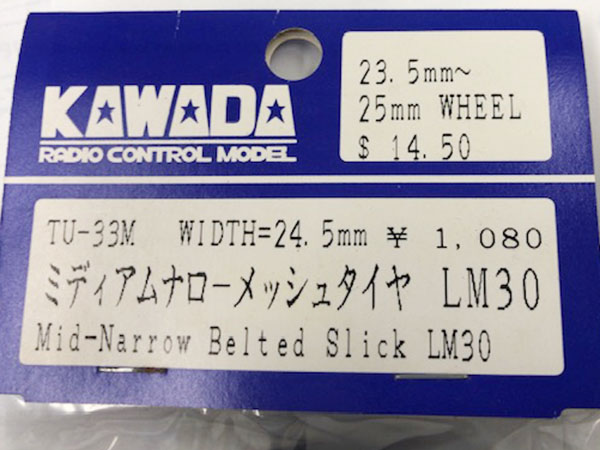 KAWADA
RADIO CONTROL MODEL
23.5mm~
25mm WHEEL
$ 14.50
TU-33M WIDTH=24.5mm ¥ 1,080
ミディアムナローメッシュタイヤ LM30
Mid-Narrow Belted Slick LM30